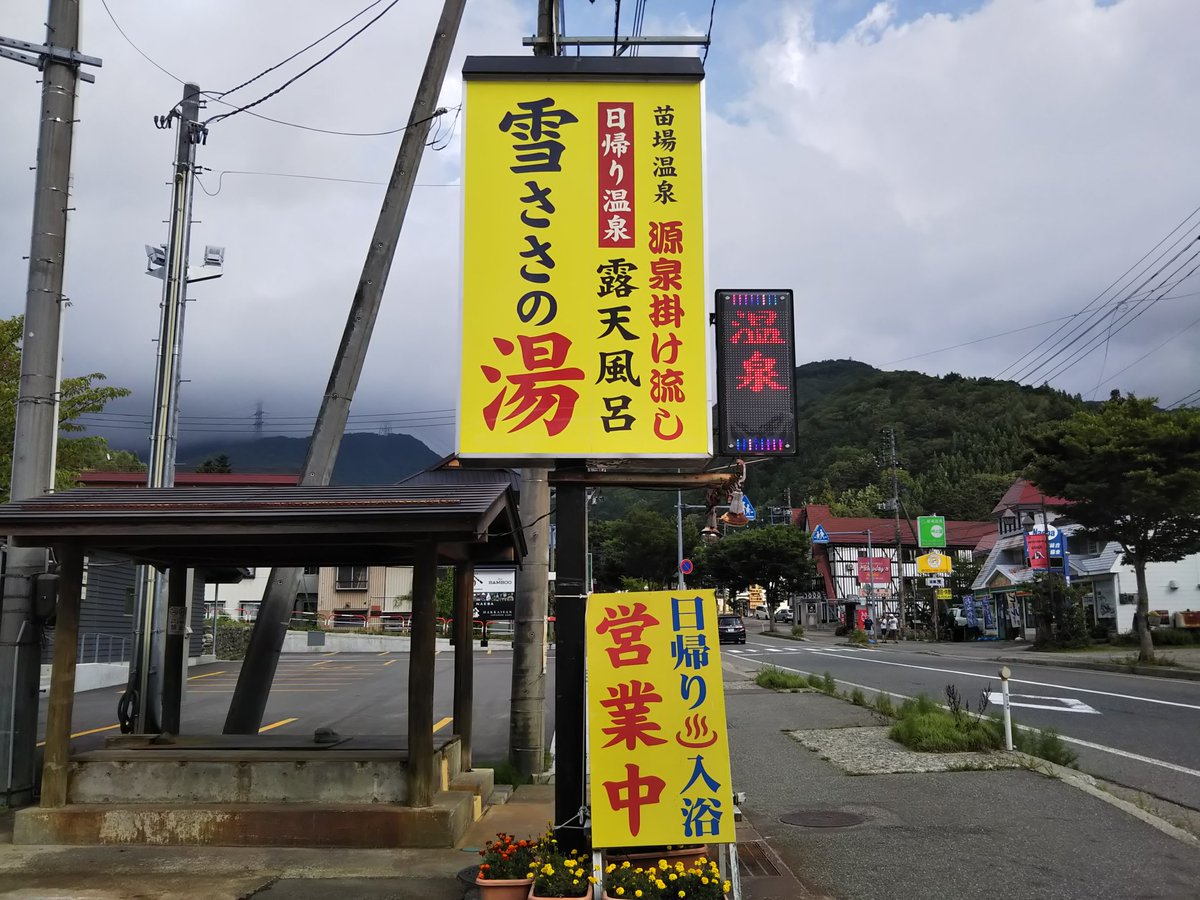 苗場温泉
源泉掛け流し
日帰り温泉
露天風呂
雪ささの湯
温泉
日帰り♨入浴
営業中